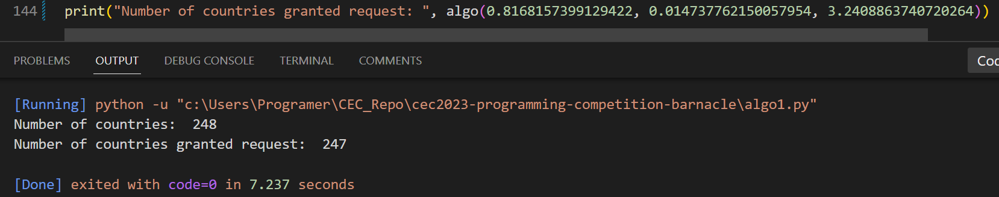 144 print("Number of countries granted request: ", algo(0.8168157399129422, 0.014737762150057954, 3.2408863740720264))
PROBLEMS OUTPUT DEBUG CONSOLE TERMINAL COMMENTS Cod
[Running] python -u "c:\Users\Programer\CEC_Repo\cec2023-programming-competition-barnacle\algo1.py"
Number of countries:  248
Number of countries granted request:  247
[Done] exited with code=0 in 7.237 seconds